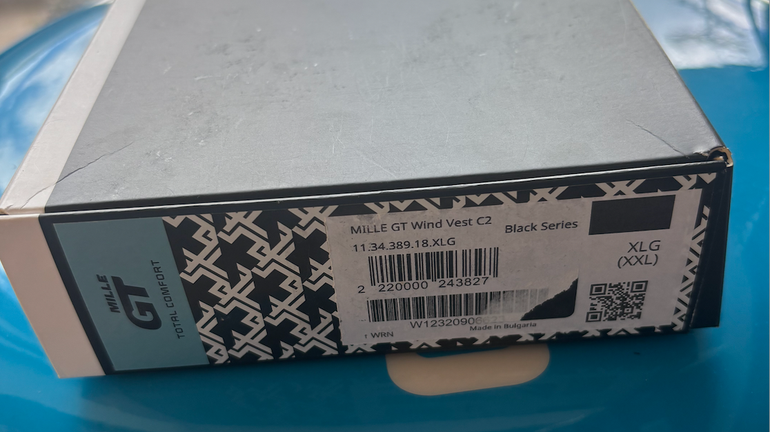 MILLE
GT
TOTAL COMFORT
MILLE GT Wind Vest C2
Black Series
11.34.389.18.XLG
XLG
(XXL)
2 220000 243827
Made in Bulgaria
WRN